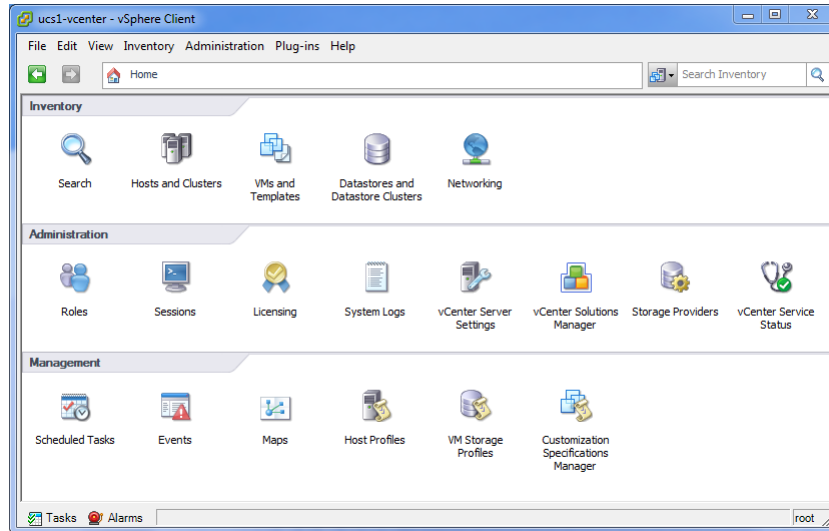 ucs1-vcenter - vSphere Client
File Edit View Inventory Administration Plug-ins Help
Home
Search Inventory
Inventory
Search
Hosts and Clusters
VMs and
Templates
Datastores and
Datastore Clusters
Networking
Administration
Roles
Sessions
Licensing
System Logs
vCenter Server
Settings
vCenter Solutions
Manager
Storage Providers
vCenter Service
Status
Management
Scheduled Tasks
Events
Maps
Host Profiles
VM Storage
Profiles
Customization
Specifications
Manager
Tasks
Alarms
root